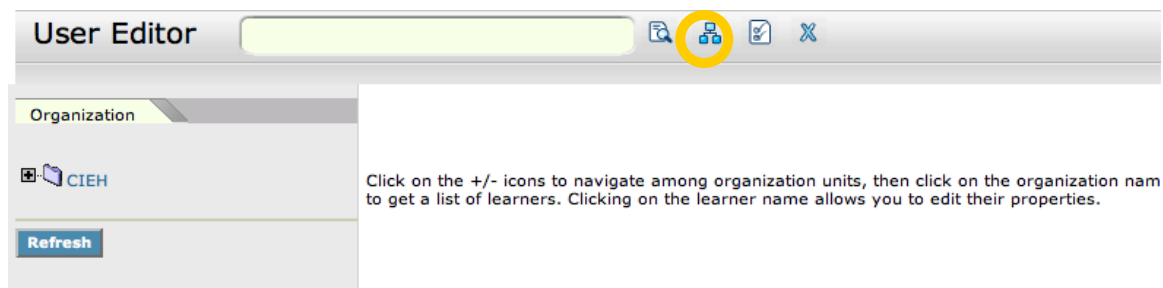 User Editor
Organization
CIEH
Click on the +/- icons to navigate among organization units, then click on the organization nam
to get a list of learners. Clicking on the learner name allows you to edit their properties.
Refresh